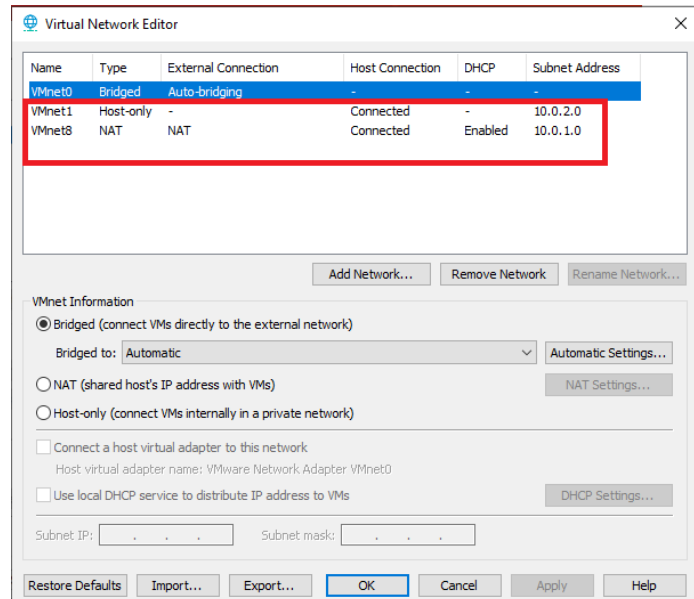 Virtual Network Editor
Name Type External Connection Host Connection DHCP Subnet Address
VMnet0 Bridged Auto-bridging - - -
VMnet1 Host-only - Connected - 10.0.2.0
VMnet8 NAT NAT Connected Enabled 10.0.1.0
Add Network... Remove Network Rename Network...
VMnet Information
Bridged (connect VMs directly to the external network)
Bridged to: Automatic Automatic Settings...
NAT (shared host's IP address with VMs) NAT Settings...
Host-only (connect VMs internally in a private network)
Connect a host virtual adapter to this network
Host virtual adapter name: VMware Network Adapter VMnet0
Use local DHCP service to distribute IP address to VMs DHCP Settings...
Subnet IP: . . . Subnet mask: . . .
Restore Defaults Import... Export... OK Cancel Apply Help